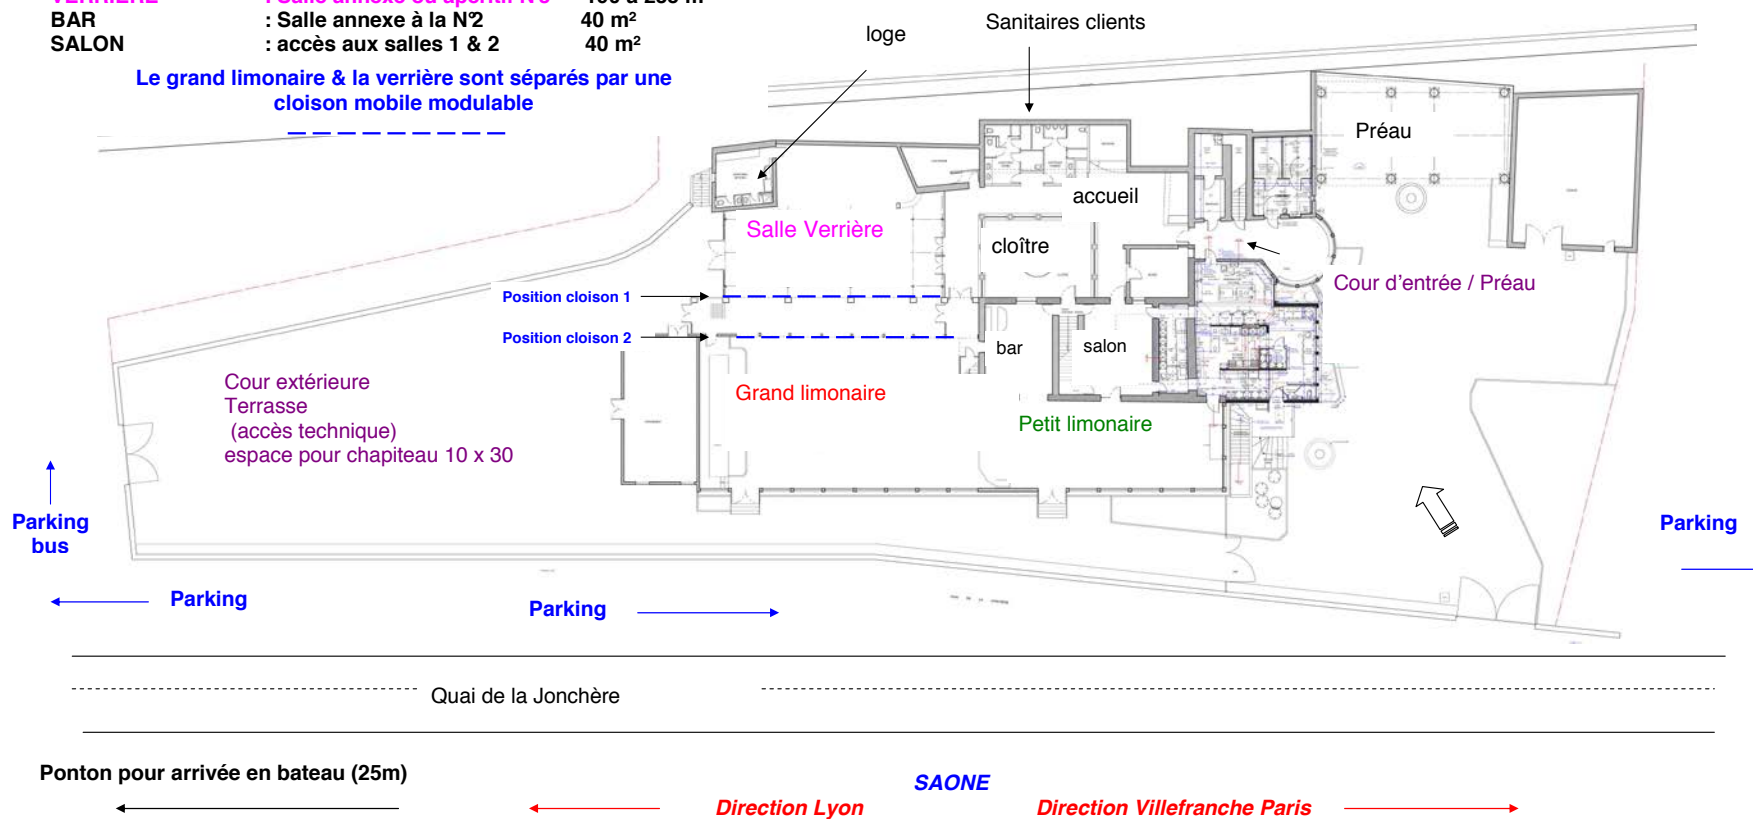 BAR : Salle annexe à la N°2 40 m²
SALON : accès aux salles 1 & 2 40 m²
Le grand limonaire & la verrière sont séparés par une
cloison mobile modulable
loge
Sanitaires clients
Préau
accueil
Salle Verrière
cloître
Cour d'entrée / Préau
Position cloison 1
Position cloison 2
bar
salon
Cour extérieure
Terrasse
(accès technique)
espace pour chapiteau 10 x 30
Grand limonaire
Petit limonaire
Parking
bus
Parking
Parking
Parking
Quai de la Jonchère
Ponton pour arrivée en bateau (25m)
SAONE
Direction Lyon
Direction Villefranche Paris